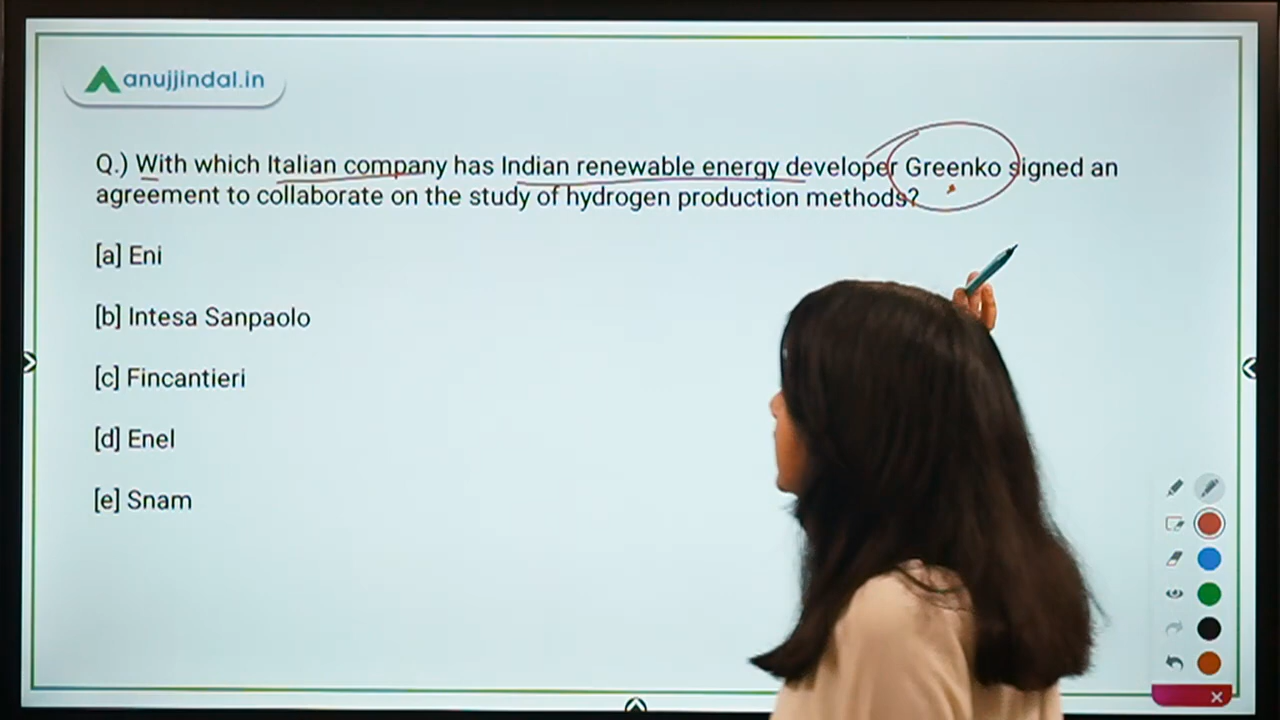 anujjindal.in
Q.) With which Italian company has Indian renewable energy developer Greenko signed an
agreement to collaborate on the study of hydrogen production methods?
[a] Eni
[b] Intesa Sanpaolo
[c] Fincantieri
[d] Enel
[e] Snam